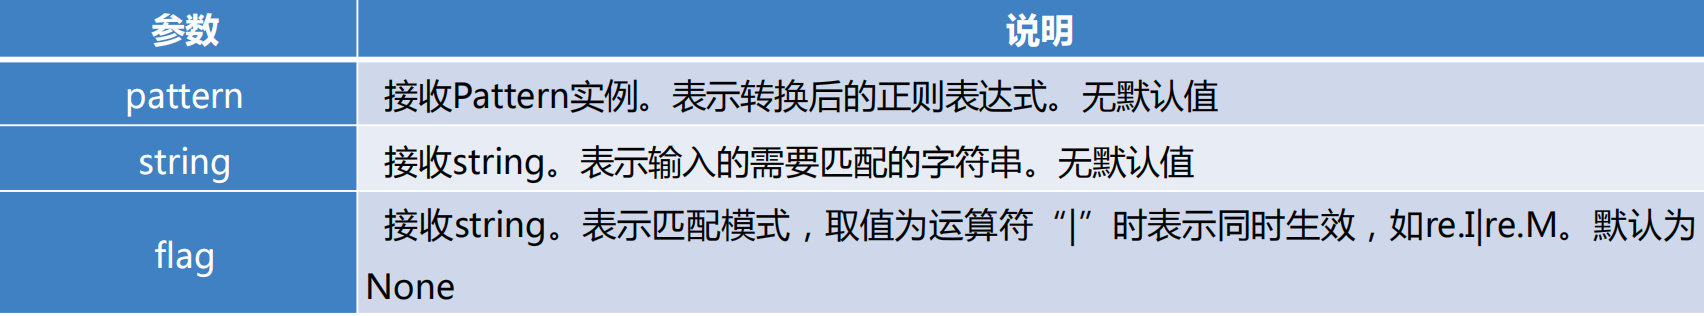 参数 说明
pattern 接收Pattern实例。表示转换后的正则表达式。无默认值
string 接收string。表示输入的需要匹配的字符串。无默认值
flag 接收string。表示匹配模式，取值为运算符“|”时表示同时生效，如re.I|re.M。默认为
None